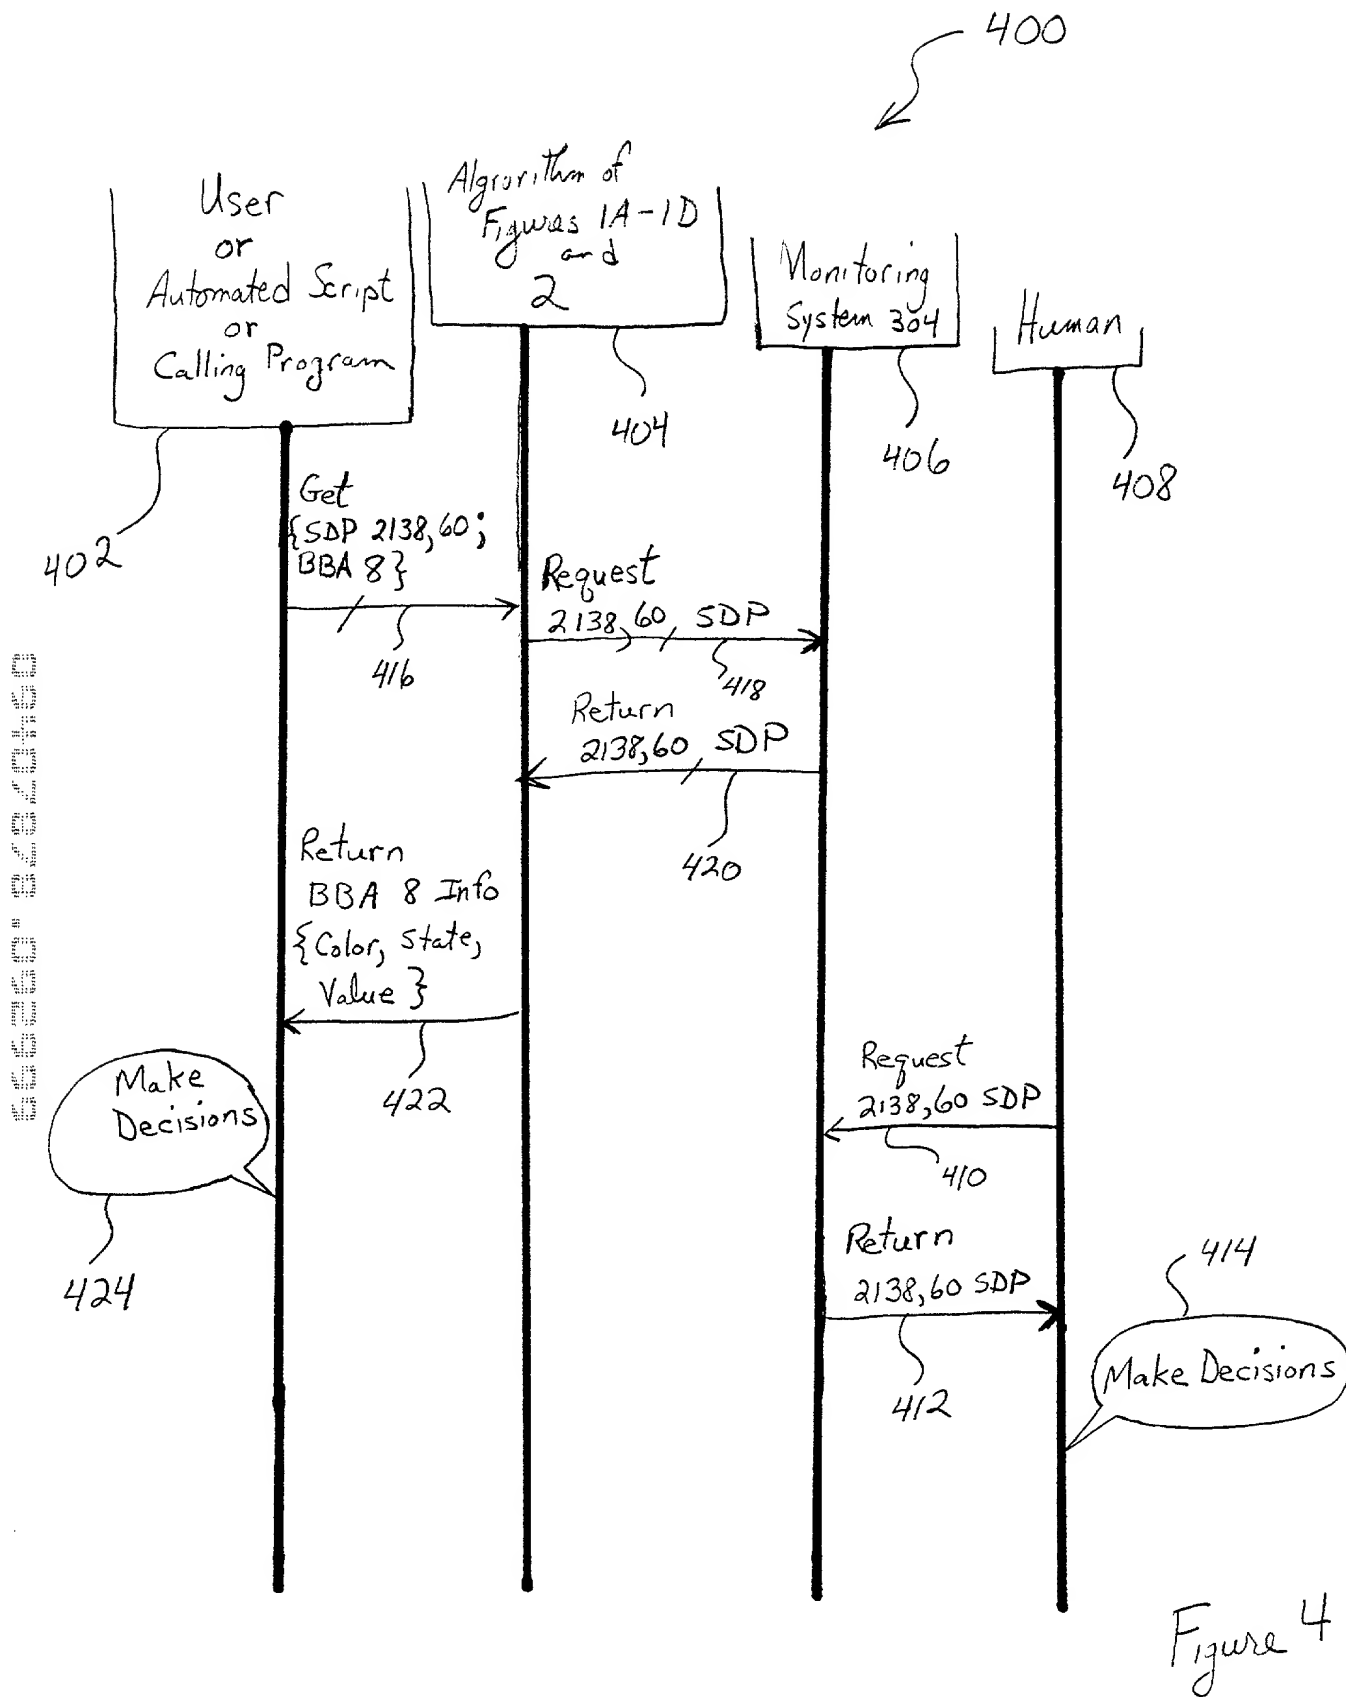 400
User
or
Automated Script
or
Calling Program
Algrorithm of
Figures 1A-1D
and
2
Monitoring
System 304
Human
402
404
406
408
Get
{SDP 2138,60;
BBA 8}
416
Request
2138,60 SDP
418
Return
2138,60 SDP
420
Return
BBA 8 Info
{Color, State,
Value}
422
Make
Decisions
424
Request
2138,60 SDP
410
Return
2138,60 SDP
412
414
Make Decisions
Figure 4